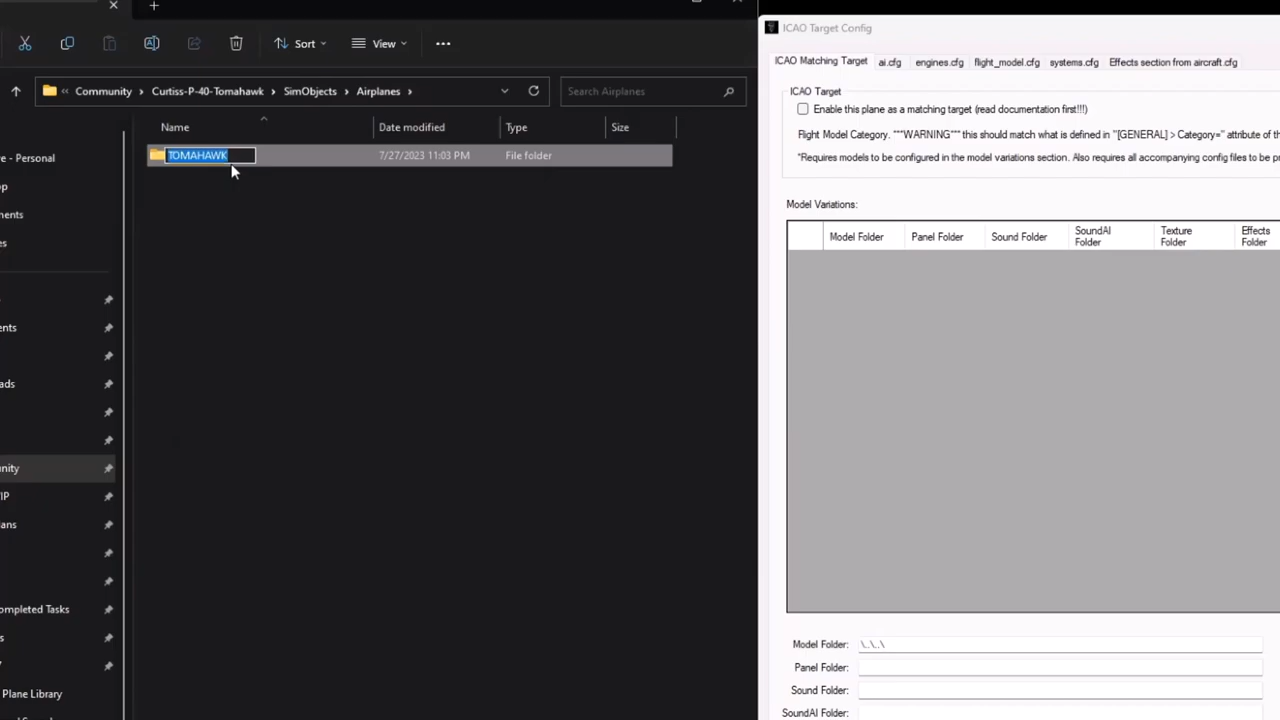 Sort
View
Community > Curtiss-P-40-Tomahawk > SimObjects > Airplanes >
Search Airplanes
Name Date modified Type Size
TOMAHAWK 7/27/2023 11:03 PM File folder
- Personal
ompleted Tasks
Plane Library
ICAO Target Config
ICAO Matching Target ai.cfg engines.cfg flight_model.cfg systems.cfg Effects section from aircraft.cfg
ICAO Target
Enable this plane as a matching target (read documentation first!!!)
Flight Model Category. ***WARNING*** this should match what is defined in "[GENERAL] > Category=" attribute of the
*Requires models to be configured in the model variations section. Also requires all accompanying config files to be
Model Variations:
Model Folder Panel Folder Sound Folder SoundAI Folder Texture Folder Effects Folder
Model Folder: \..\..\
Panel Folder:
Sound Folder:
SoundAI Folder: